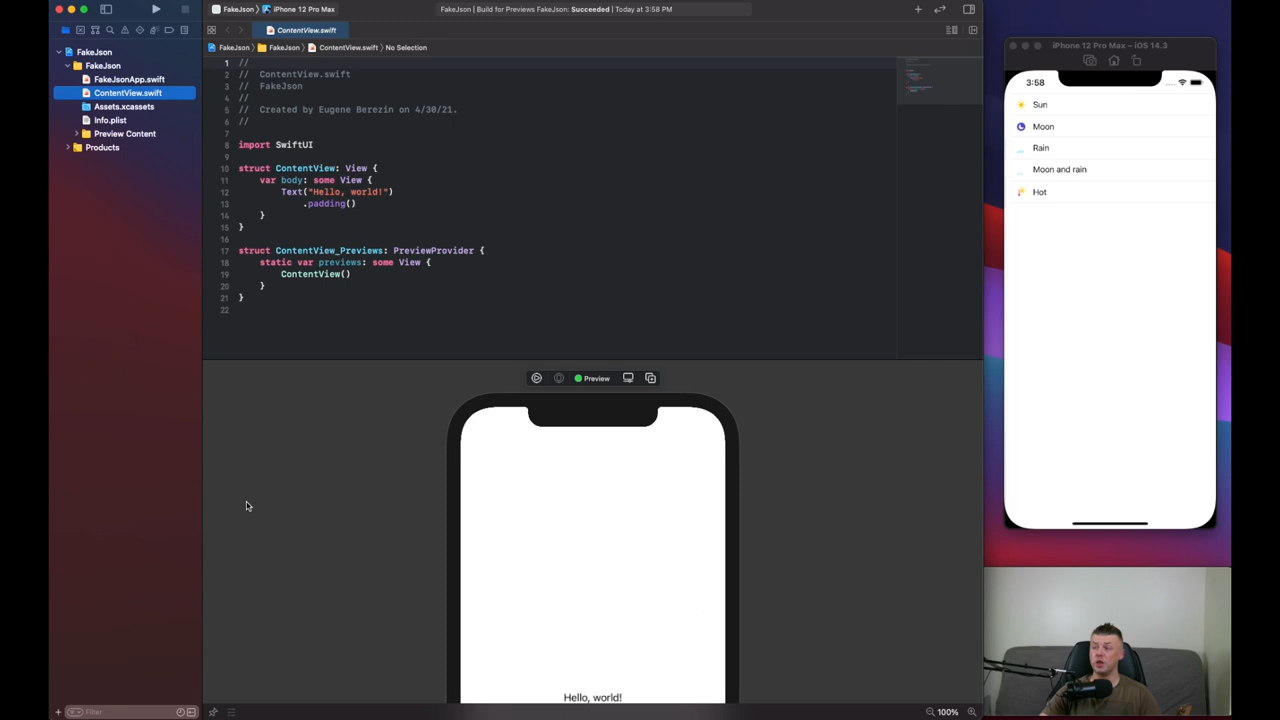 FakeJson
iPhone 12 Pro Max
FakeJson | Build for Previews FakeJson: Succeeded | Today at 3:58 PM
ContentView.swift
FakeJson
FakeJson
ContentView.swift
No Selection
FakeJson
FakeJson
FakeJsonApp.swift
ContentView.swift
Assets.xcassets
Info.plist
Preview Content
Products
1 //
2 // ContentView.swift
3 // FakeJson
4 //
5 // Created by Eugene Berezin on 4/30/21.
6 //
7
8 import SwiftUI
9
10 struct ContentView: View {
11 var body: some View {
12 Text("Hello, world!")
13 .padding()
14 }
15 }
16
17 struct ContentView_Previews: PreviewProvider {
18 static var previews: some View {
19 ContentView()
20 }
21 }
22
Preview
Hello, world!
Filter
100%
iPhone 12 Pro Max – iOS 14.3
3:58
Sun
Moon
Rain
Moon and rain
Hot